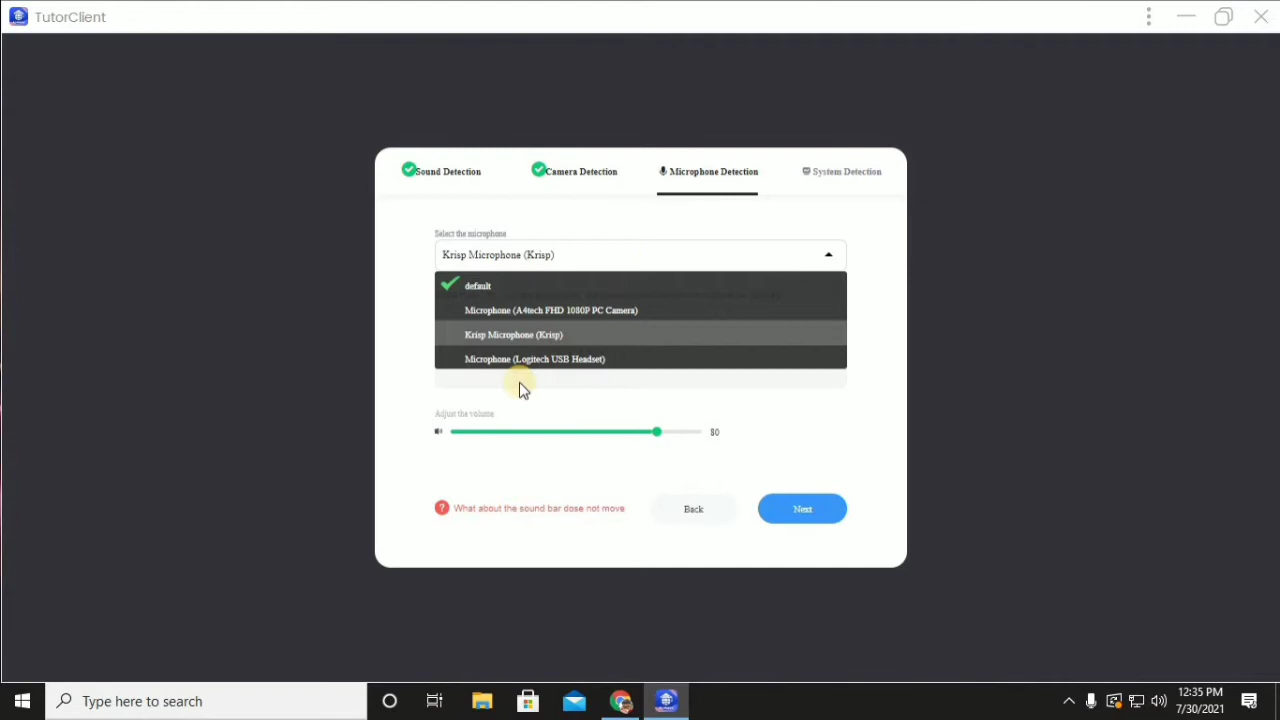 TutorClient
Sound Detection
Camera Detection
Microphone Detection
System Detection
Select the microphone
Krisp Microphone (Krisp)
default
Microphone (A4tech FHD 1080P PC Camera)
Krisp Microphone (Krisp)
Microphone (Logitech USB Headset)
Adjust the volume
80
? What about the sound bar dose not move
Back
Next
Type here to search
12:35 PM
7/30/2021